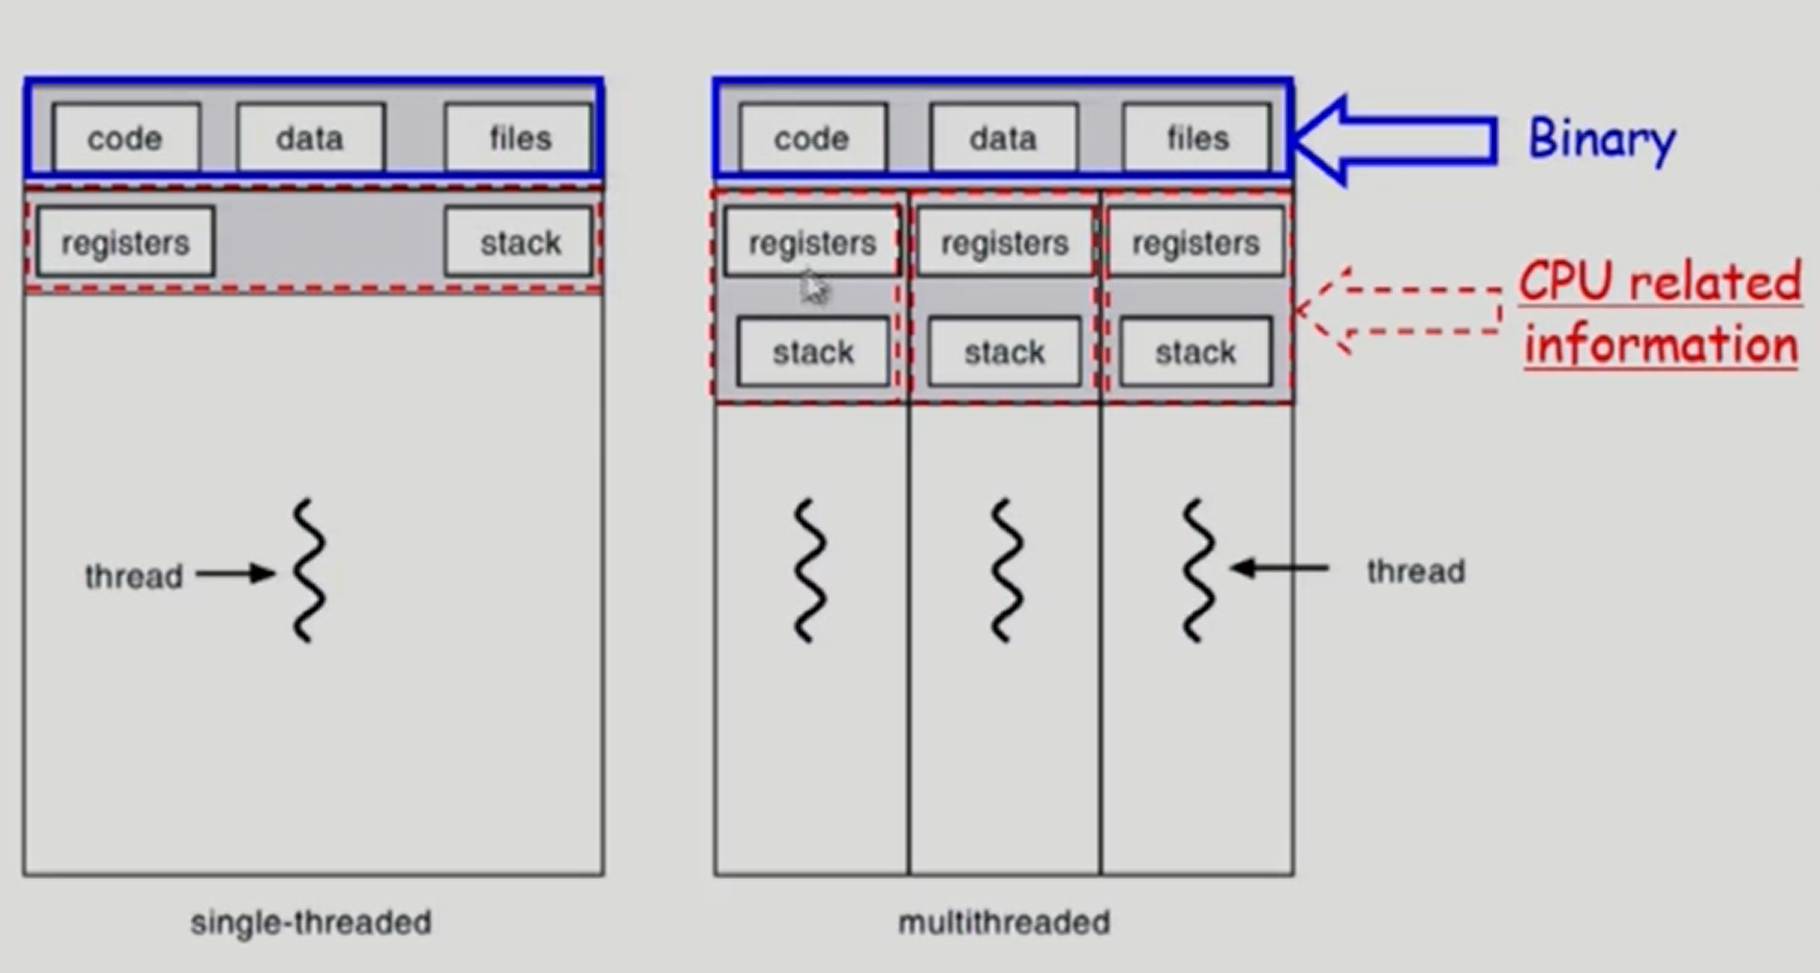 code data files
registers stack
thread
single-threaded
code data files
registers registers registers
stack stack stack
thread
multithreaded
Binary
CPU related
information